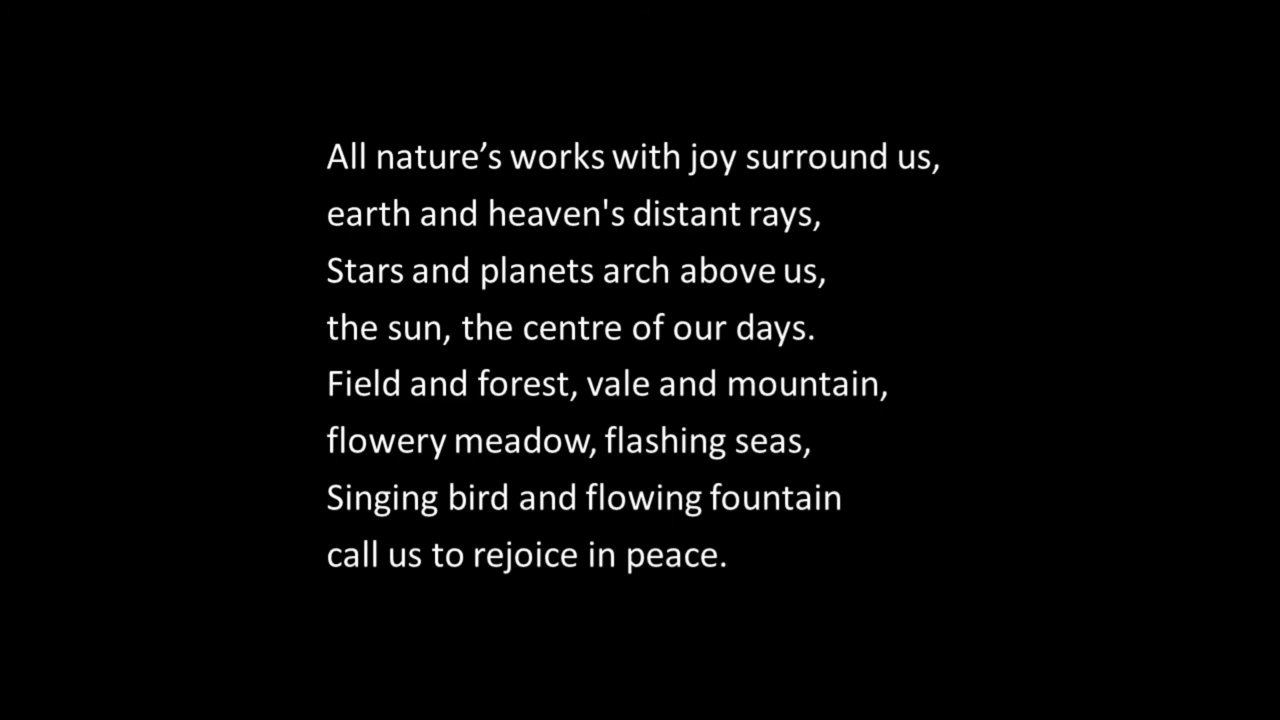 All nature’s works with joy surround us,
earth and heaven's distant rays,
Stars and planets arch above us,
the sun, the centre of our days.
Field and forest, vale and mountain,
flowery meadow, flashing seas,
Singing bird and flowing fountain
call us to rejoice in peace.